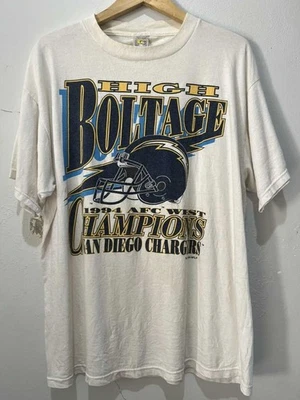 HIGH
BOLTAGE
1994 AFC WEST
CHAMPIONS
SAN DIEGO CHARGERS